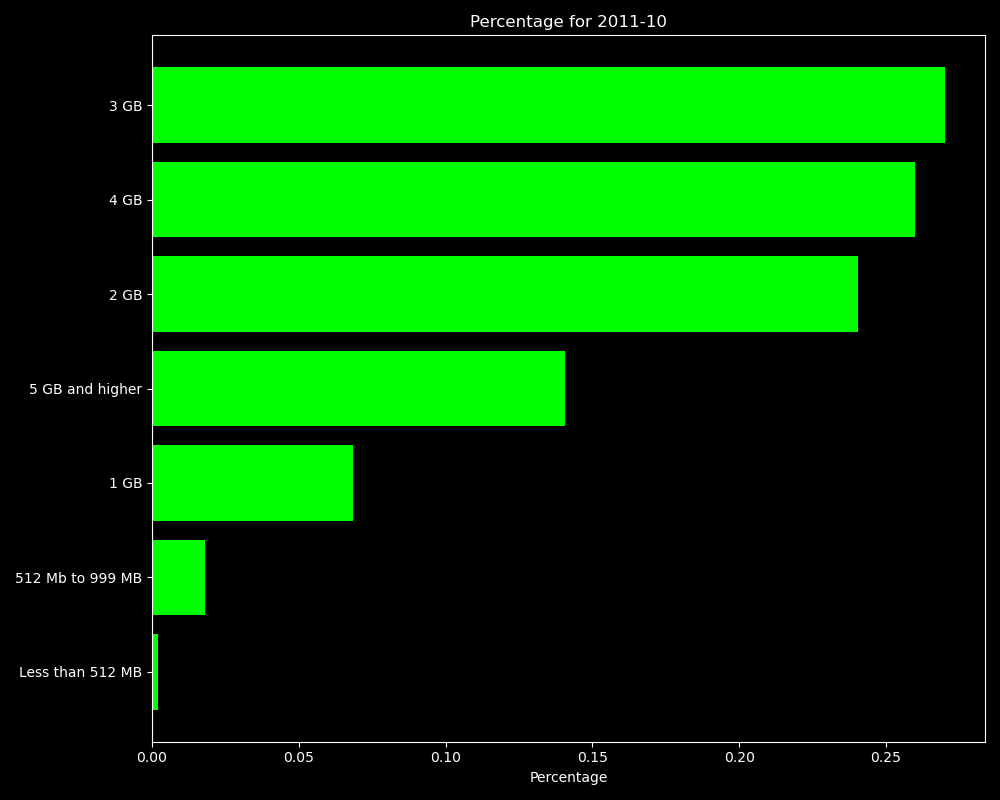 Percentage for 2011-10
3 GB
4 GB
2 GB
5 GB and higher
1 GB
512 Mb to 999 MB
Less than 512 MB
0.00 0.05 0.10 0.15 0.20 0.25
Percentage